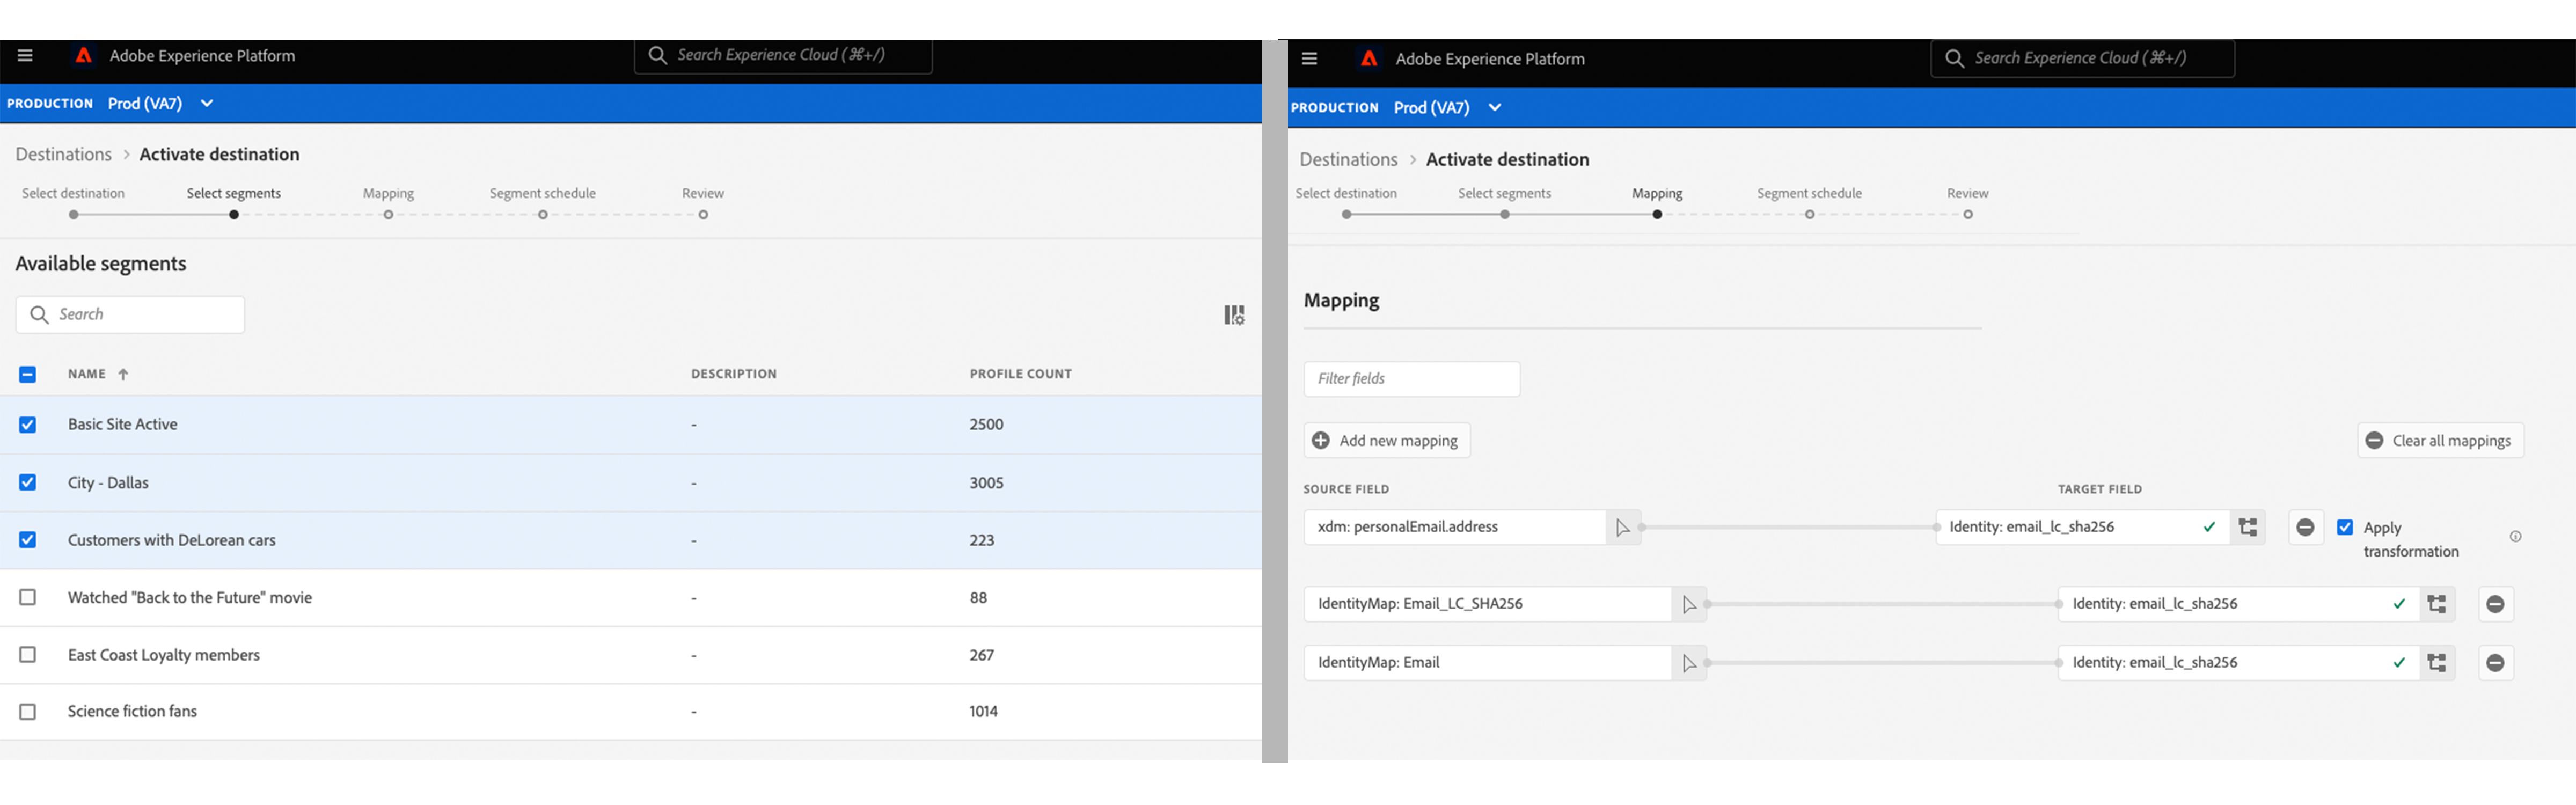 Adobe Experience Platform
Search Experience Cloud (⌘+/)
PRODUCTION Prod (VA7)
Destinations > Activate destination
Select destination Select segments Mapping Segment schedule Review
Available segments
Search
NAME ↑ DESCRIPTION PROFILE COUNT
Basic Site Active - 2500
City - Dallas - 3005
Customers with DeLorean cars - 223
Watched "Back to the Future" movie - 88
East Coast Loyalty members - 267
Science fiction fans - 1014
Adobe Experience Platform
Search Experience Cloud (⌘+/)
PRODUCTION Prod (VA7)
Destinations > Activate destination
Select destination Select segments Mapping Segment schedule Review
Mapping
Filter fields
Add new mapping Clear all mappings
SOURCE FIELD TARGET FIELD
xdm: personalEmail.address Identity: email_lc_sha256 Apply
transformation
IdentityMap: Email_LC_SHA256 Identity: email_lc_sha256
IdentityMap: Email Identity: email_lc_sha256